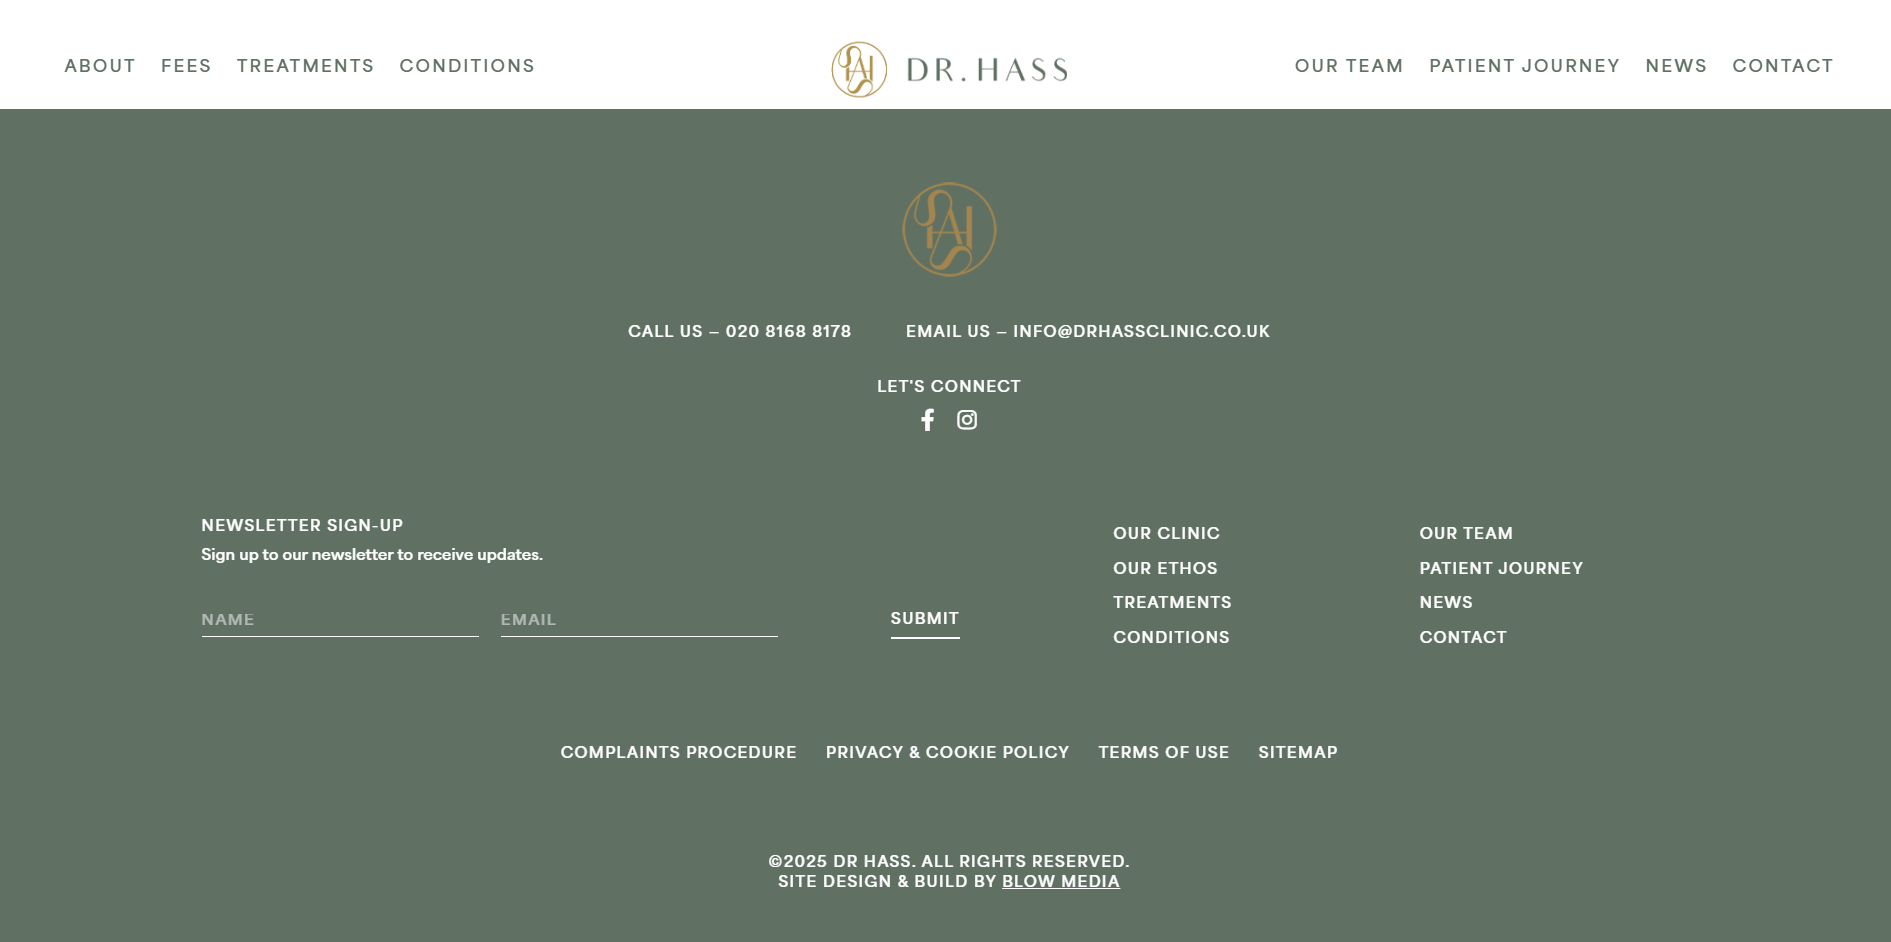 ABOUT FEES TREATMENTS CONDITIONS DR. HASS OUR TEAM PATIENT JOURNEY NEWS CONTACT
CALL US – 020 8168 8178 EMAIL US – INFO@DRHASSCLINIC.CO.UK
LET'S CONNECT
NEWSLETTER SIGN-UP
Sign up to our newsletter to receive updates.
NAME EMAIL SUBMIT
OUR CLINIC
OUR ETHOS
TREATMENTS
CONDITIONS
OUR TEAM
PATIENT JOURNEY
NEWS
CONTACT
COMPLAINTS PROCEDURE PRIVACY & COOKIE POLICY TERMS OF USE SITEMAP
©2025 DR HASS. ALL RIGHTS RESERVED.
SITE DESIGN & BUILD BY BLOW MEDIA